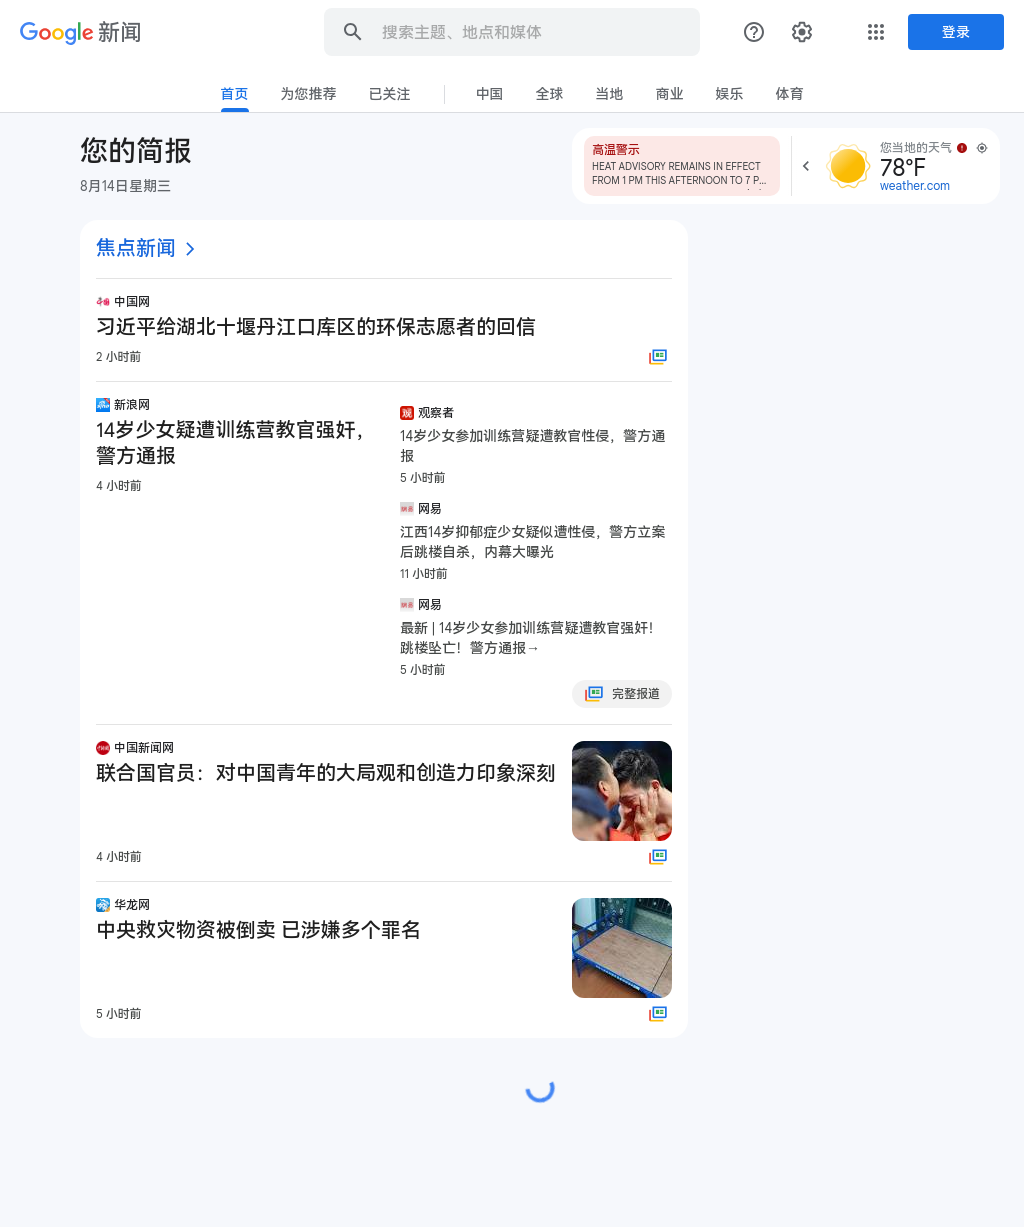 Google 新闻
搜索主题、地点和媒体
登录
首页
为您推荐
已关注
中国
全球
当地
商业
娱乐
体育
您的简报
8月14日星期三
高温警示
HEAT ADVISORY REMAINS IN EFFECT
FROM 1 PM THIS AFTERNOON TO 7 P...
您当地的天气
78°F
weather.com
焦点新闻
中国网
习近平给湖北十堰丹江口库区的环保志愿者的回信
2 小时前
新浪网
14岁少女疑遭训练营教官强奸，
警方通报
4 小时前
观察者
14岁少女参加训练营疑遭教官性侵，警方通
报
5 小时前
网易
江西14岁抑郁症少女疑似遭性侵，警方立案
后跳楼自杀，内幕大曝光
11 小时前
网易
最新 | 14岁少女参加训练营疑遭教官强奸！
跳楼坠亡！警方通报→
5 小时前
完整报道
中国新闻网
联合国官员：对中国青年的大局观和创造力印象深刻
4 小时前
华龙网
中央救灾物资被倒卖 已涉嫌多个罪名
5 小时前